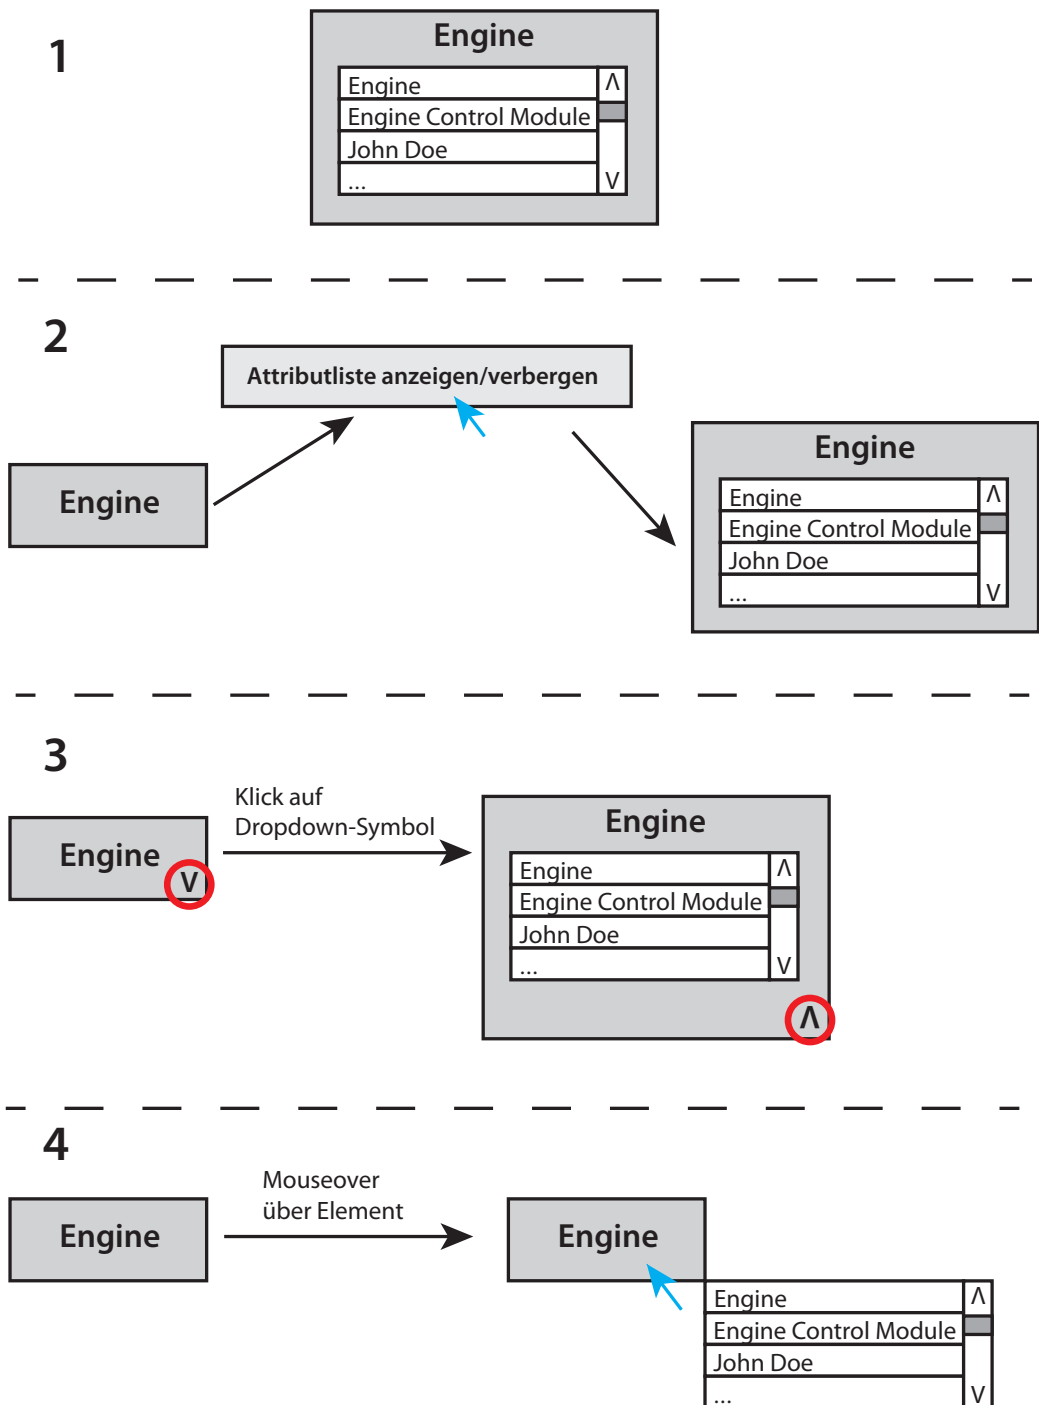 1
Engine
Engine
Engine Control Module
John Doe
...
2
Attributliste anzeigen/verbergen
Engine
Engine
Engine
Engine Control Module
John Doe
...
3
Klick auf
Dropdown-Symbol
Engine
V
Engine
Engine
Engine Control Module
John Doe
...
4
Mouseover
über Element
Engine
Engine
Engine
Engine Control Module
John Doe
...